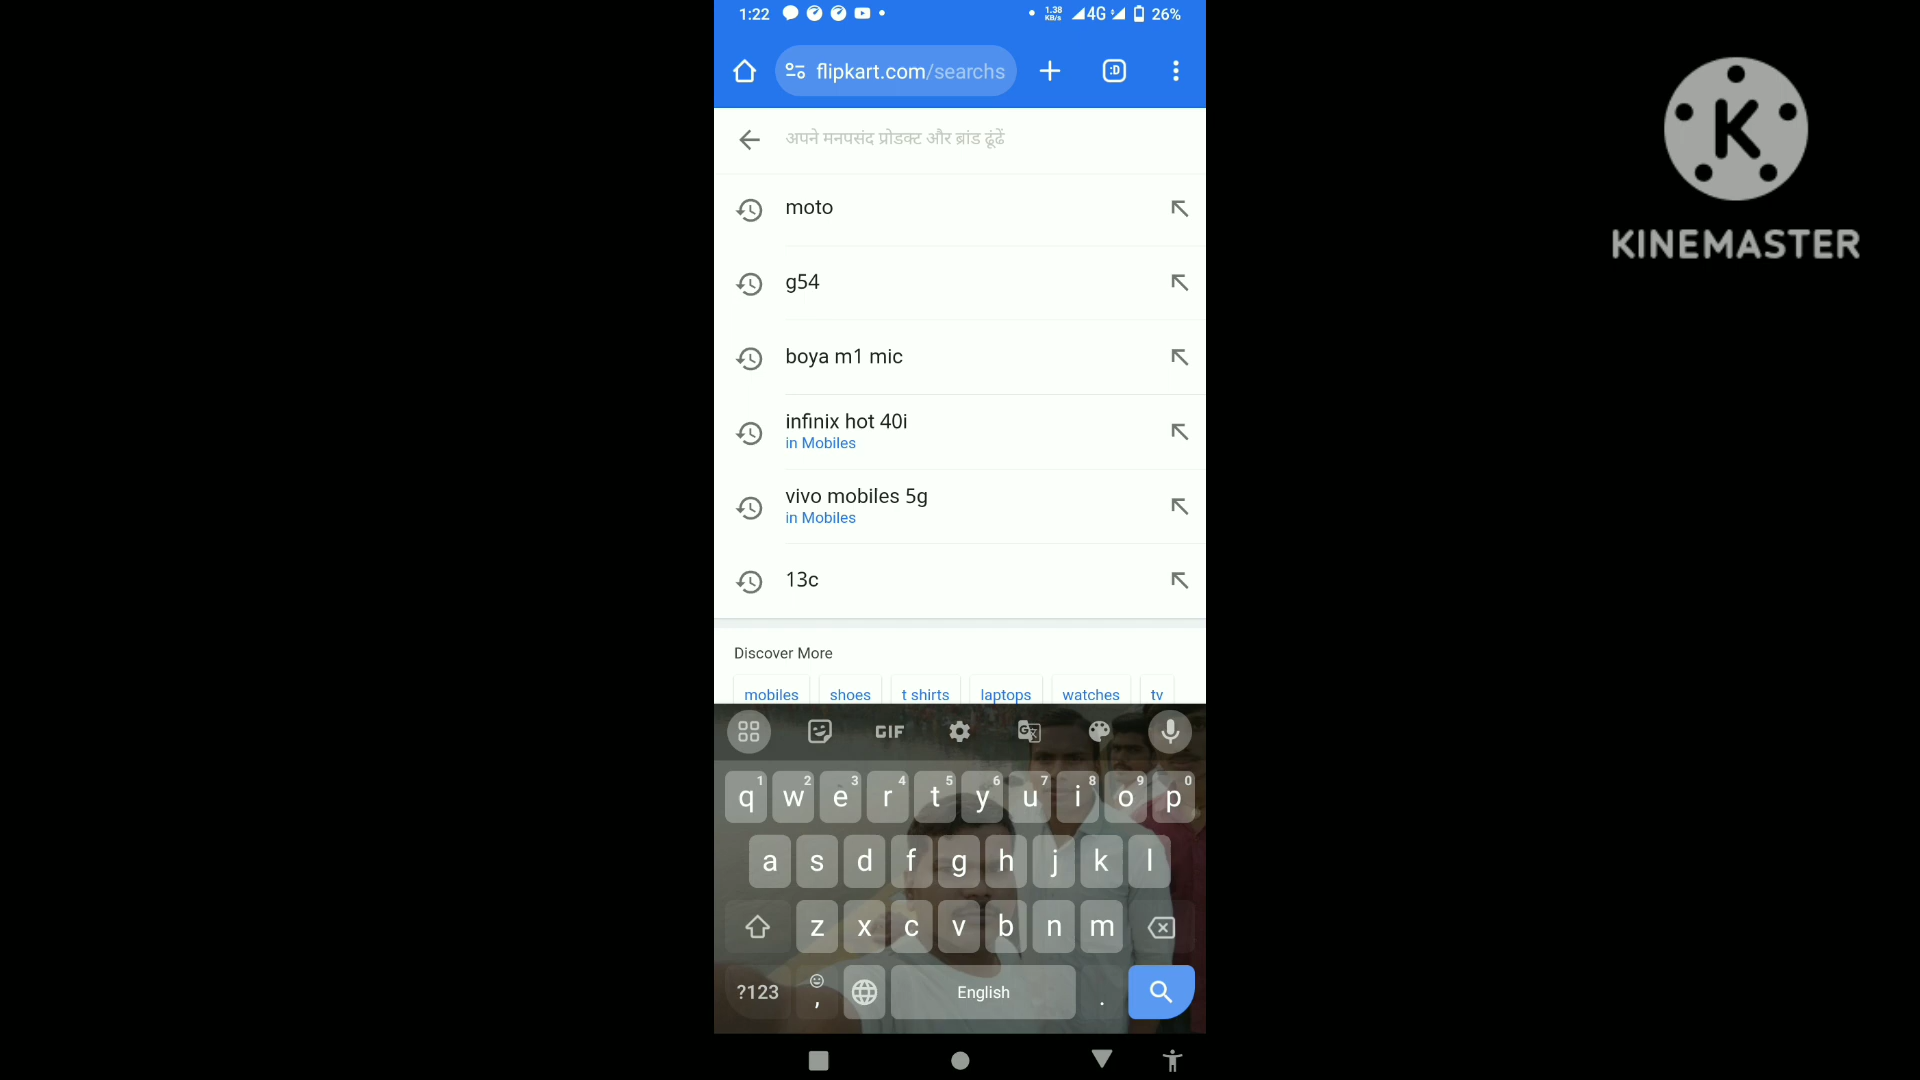 1:22
1.38
KB/s
4G
26%
flipkart.com/searchs
:D
अपने मनपसंद प्रोडक्ट और ब्रांड ढूंढें
moto
g54
boya m1 mic
infinix hot 40i
in Mobiles
vivo mobiles 5g
in Mobiles
13c
Discover More
mobiles shoes t shirts laptops watches tv
GIF
1 2 3 4 5 6 7 8 9 0
q w e r t y u i o p
a s d f g h j k l
z x c v b n m
?123 , English .
K
KINEMASTER